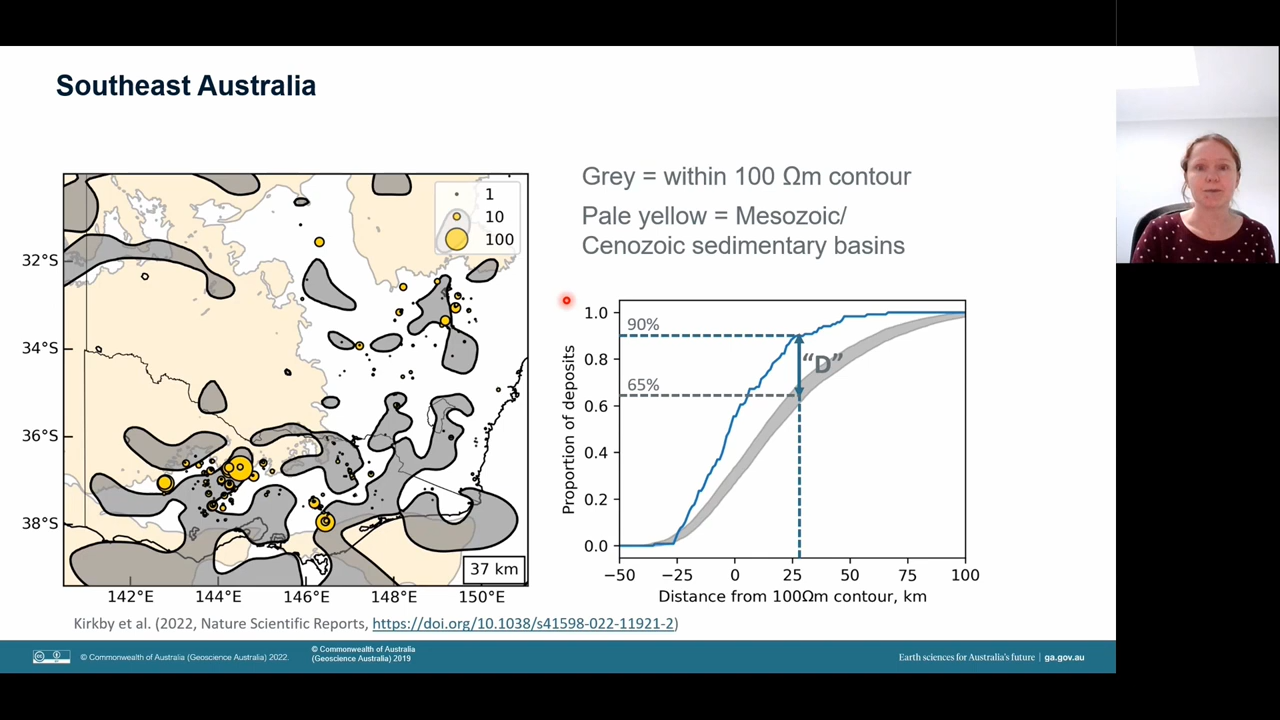 Southeast Australia
1
10
100
32°S
34°S
36°S
38°S
37 km
142°E 144°E 146°E 148°E 150°E
Grey = within 100 Ωm contour
Pale yellow = Mesozoic/
Cenozoic sedimentary basins
Proportion of deposits
1.0
0.8
0.6
0.4
0.2
0.0
90%
65%
“D”
−50 −25 0 25 50 75 100
Distance from 100Ωm contour, km
Kirkby et al. (2022, Nature Scientific Reports, https://doi.org/10.1038/s41598-022-11921-2)
© Commonwealth of Australia (Geoscience Australia) 2022.
© Commonwealth of Australia
(Geoscience Australia) 2019
Earth sciences for Australia's future | ga.gov.au